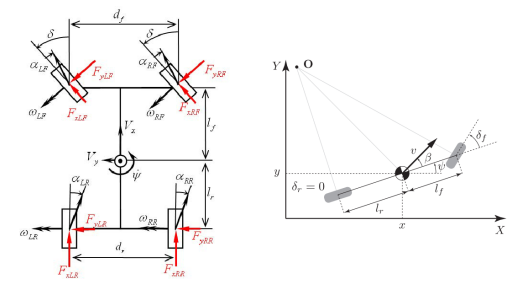 d_f
δ
δ
α_LF
F_yLF
α_RF
F_yRF
ω_LF
F_xLF
ω_RF
F_xRF
V_x
l_f
V_y
ψ̇
α_LR
α_RR
l_r
ω_LR
F_yLR
ω_RR
F_yRR
d_r
F_xLR
F_xRR
Y
O
δ_f
v
β
ψ
y
δ_r = 0
l_f
l_r
x
X